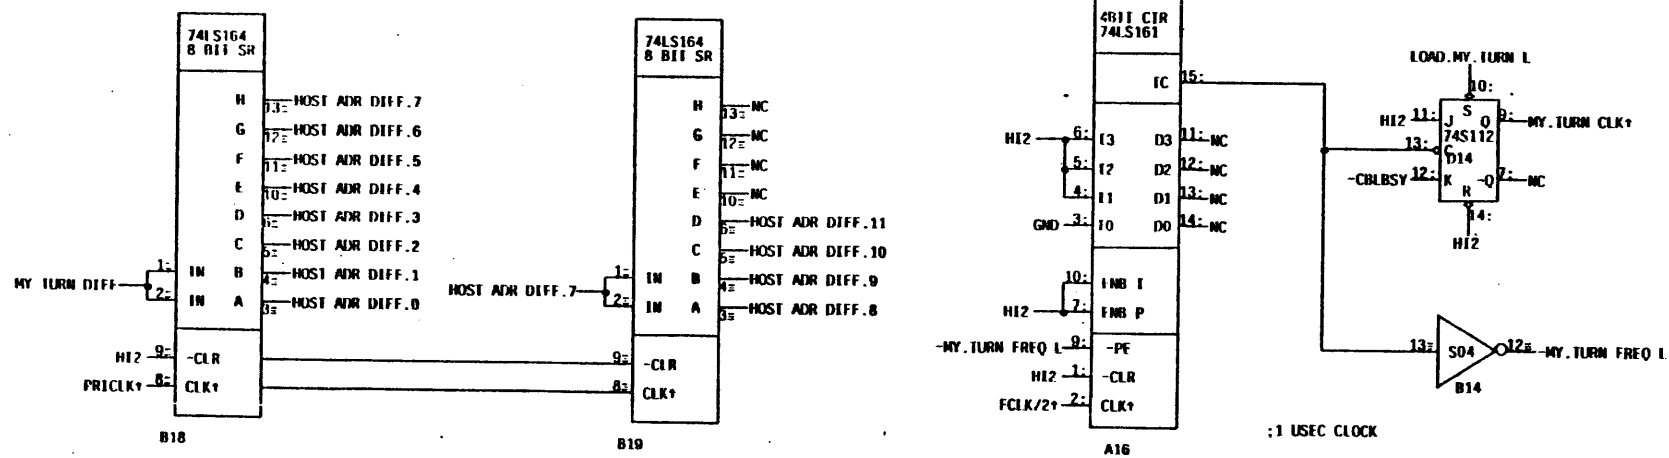 74LS164
8 BIT SR
H 13 HOST ADR DIFF.7
G 12 HOST ADR DIFF.6
F 11 HOST ADR DIFF.5
E 10 HOST ADR DIFF.4
D 6 HOST ADR DIFF.3
C 5 HOST ADR DIFF.2
MY TURN DIFF 1 IN B 4 HOST ADR DIFF.1
2 IN A 3 HOST ADR DIFF.0
HI2 9 -CLR
PRICLK↑ 8 CLK↑
B18
74LS164
8 BIT SR
H 13 NC
G 12 NC
F 11 NC
E 10 NC
D 6 HOST ADR DIFF.11
C 5 HOST ADR DIFF.10
HOST ADR DIFF.7 1 IN B 4 HOST ADR DIFF.9
2 IN A 3 HOST ADR DIFF.8
9 -CLR
8 CLK↑
B19
4BIT CTR
74LS161
TC 15
HI2 6 I3 D3 11 NC
5 I2 D2 12 NC
4 I1 D1 13 NC
GND 3 I0 D0 14 NC
10 ENB T
HI2 7 ENB P
-MY.TURN FREQ L 9 -PE
HI2 1 -CLR
FCLK/2↑ 2 CLK↑
A16
LOAD.MY.TURN L
10
S
HI2 11 J Q 9 MY.TURN CLK↑
74S112
13 C
D14
-CBLBSY 12 K -Q 7 NC
R
14
HI2
13 S04 12 -MY.TURN FREQ L
B14
;1 USEC CLOCK